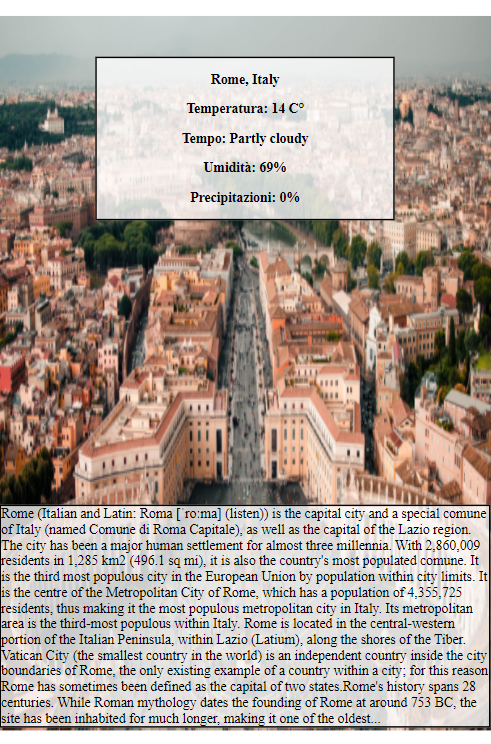 Rome, Italy
Temperatura: 14 C°
Tempo: Partly cloudy
Umidità: 69%
Precipitazioni: 0%
Rome (Italian and Latin: Roma [ˈroːma] (listen)) is the capital city and a special comune
of Italy (named Comune di Roma Capitale), as well as the capital of the Lazio region.
The city has been a major human settlement for almost three millennia. With 2,860,009
residents in 1,285 km2 (496.1 sq mi), it is also the country's most populated comune. It
is the third most populous city in the European Union by population within city limits. It
is the centre of the Metropolitan City of Rome, which has a population of 4,355,725
residents, thus making it the most populous metropolitan city in Italy. Its metropolitan
area is the third-most populous within Italy. Rome is located in the central-western
portion of the Italian Peninsula, within Lazio (Latium), along the shores of the Tiber.
Vatican City (the smallest country in the world) is an independent country inside the city
boundaries of Rome, the only existing example of a country within a city; for this reason
Rome has sometimes been defined as the capital of two states.Rome's history spans 28
centuries. While Roman mythology dates the founding of Rome at around 753 BC, the
site has been inhabited for much longer, making it one of the oldest...